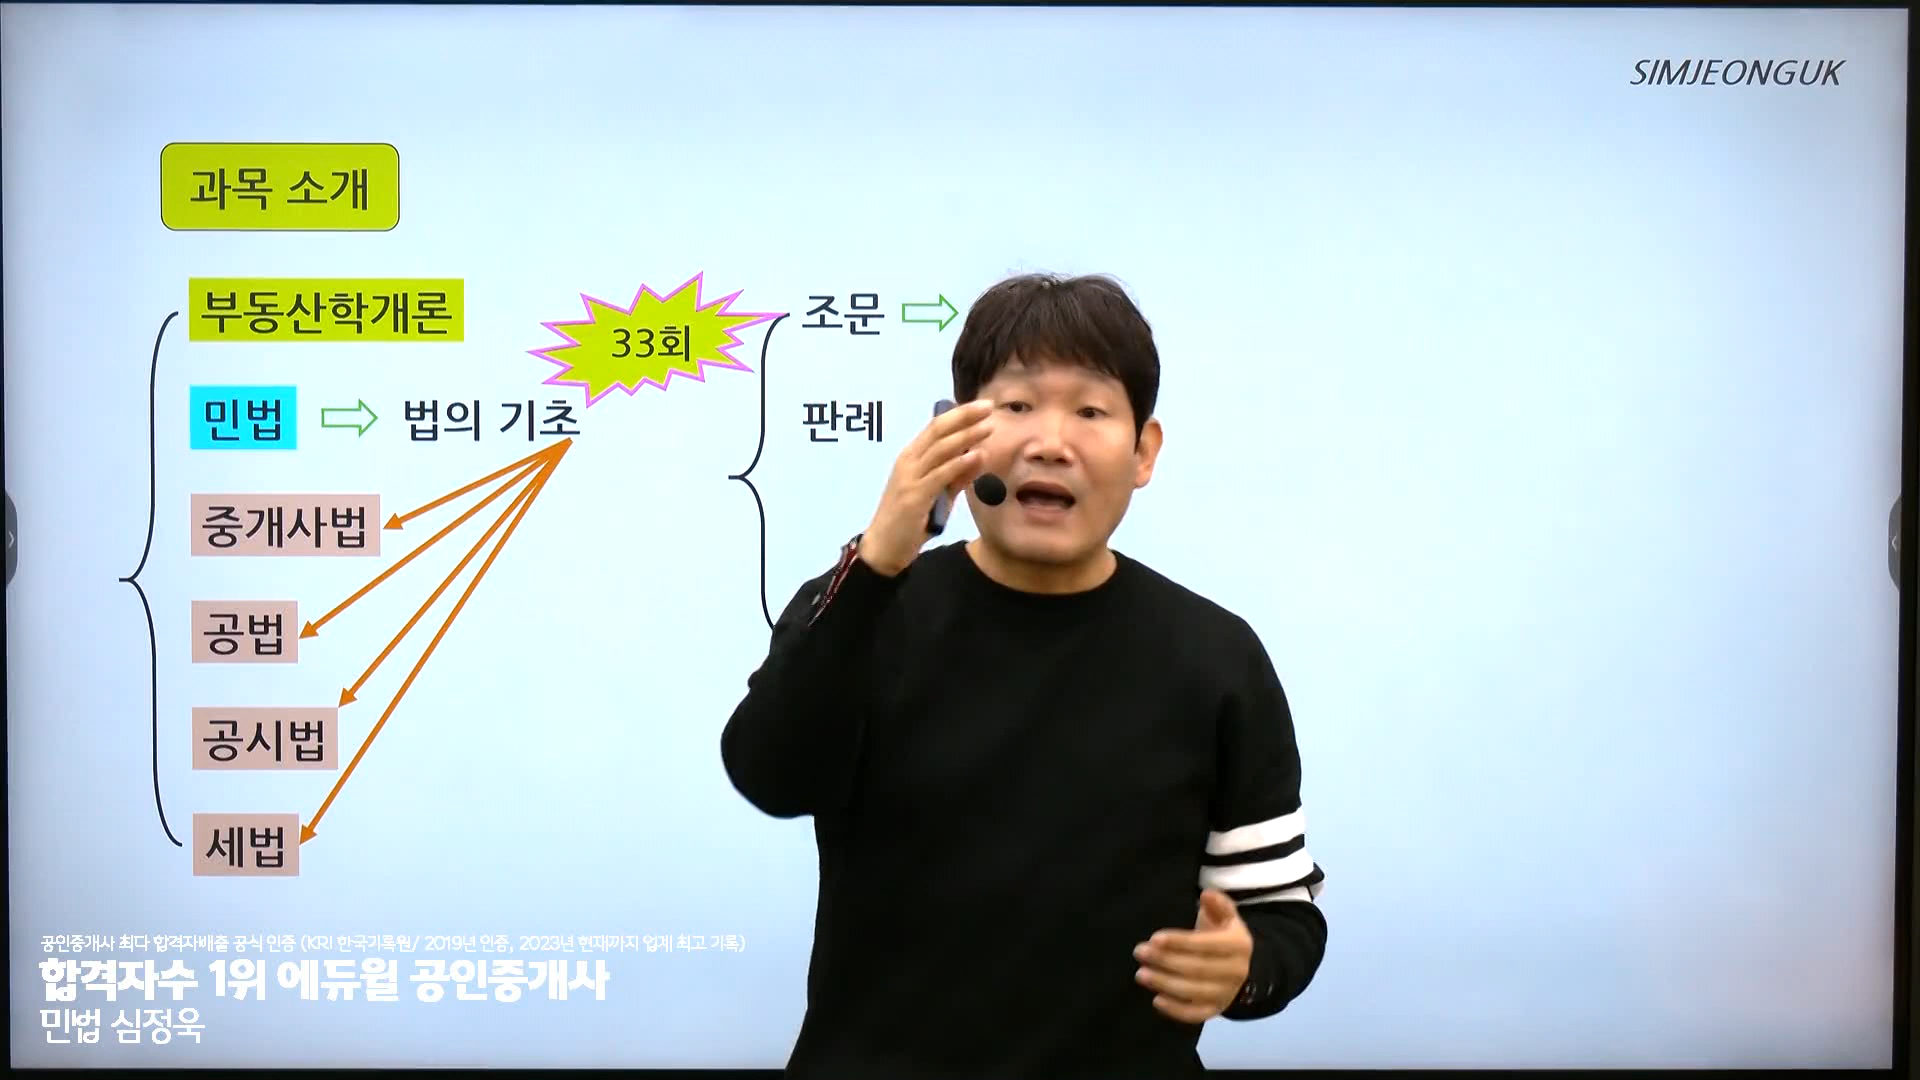 SIMJEONGUK
과목 소개
부동산학개론
민법 ⇨ 법의 기초
중개사법
공법
공시법
세법
33회
조문 ⇨
판례
공인중개사 최다 합격자배출 공식 인증 (KRI 한국기록원/ 2019년 인증, 2023년 현재까지 업계 최고 기록)
합격자수 1위 에듀윌 공인중개사
민법 심정욱